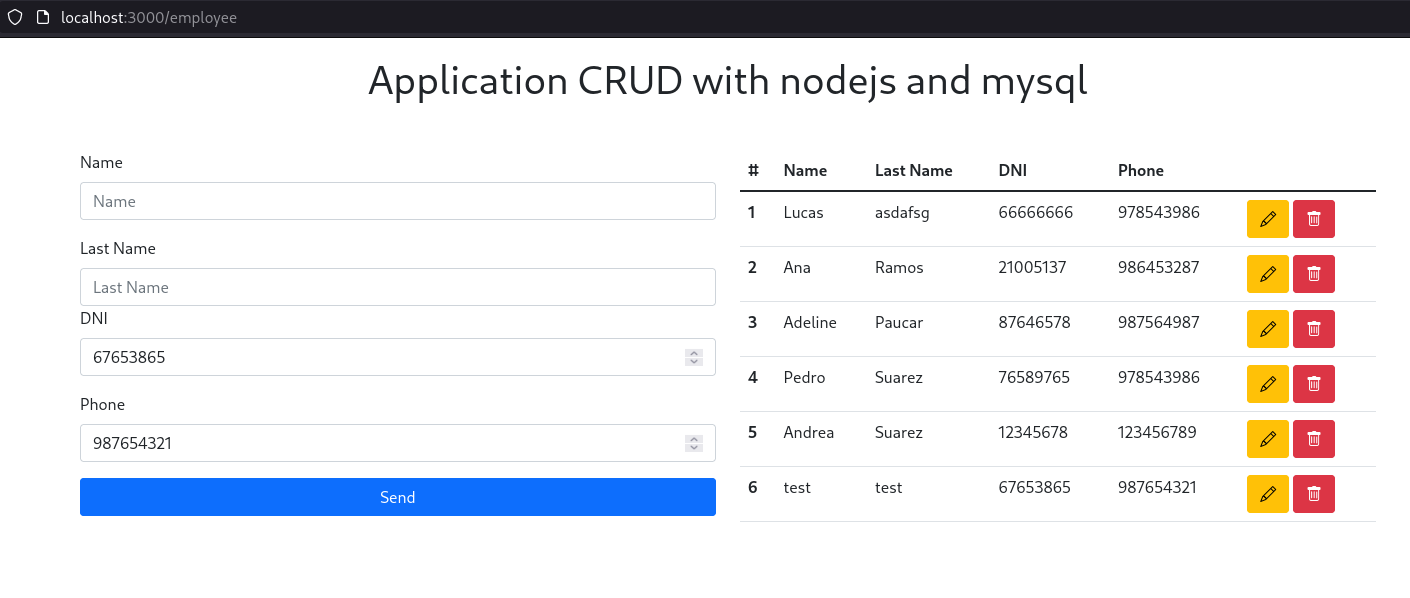 localhost:3000/employee
Application CRUD with nodejs and mysql
Name
Name
Last Name
Last Name
DNI
67653865
Phone
987654321
Send
# Name Last Name DNI Phone
1 Lucas asdafsg 66666666 978543986
2 Ana Ramos 21005137 986453287
3 Adeline Paucar 87646578 987564987
4 Pedro Suarez 76589765 978543986
5 Andrea Suarez 12345678 123456789
6 test test 67653865 987654321